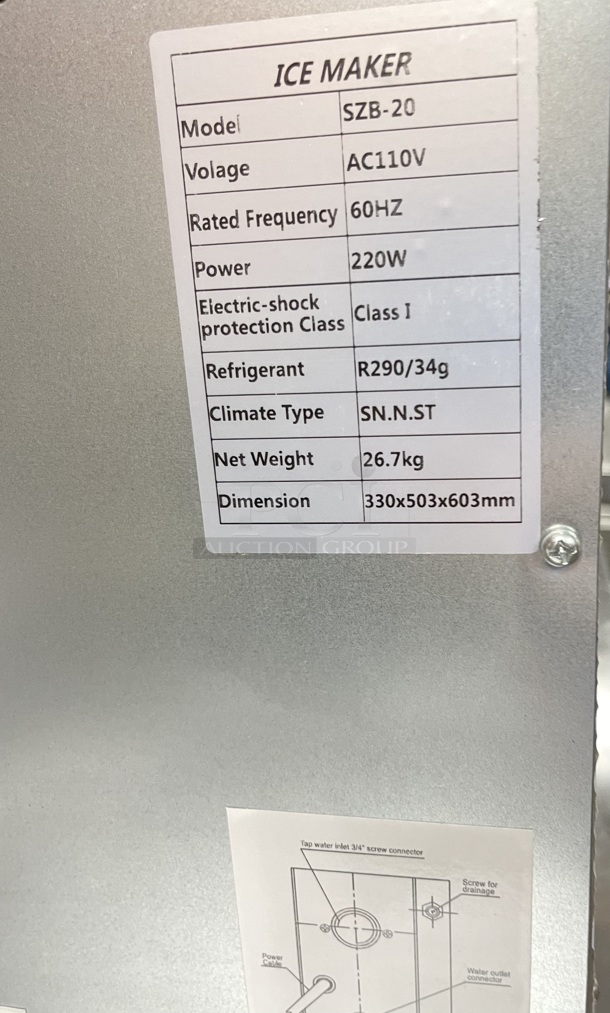 ICE MAKER
Model SZB-20
Volage AC110V
Rated Frequency 60HZ
Power 220W
Electric-shock
protection Class Class I
Refrigerant R290/34g
Climate Type SN.N.ST
Net Weight 26.7kg
Dimension 330x503x603mm
rci
AUCTION GROUP
Tap water inlet 3/4" screw connector
Screw for
drainage
Power
Cable
Water outlet
connector